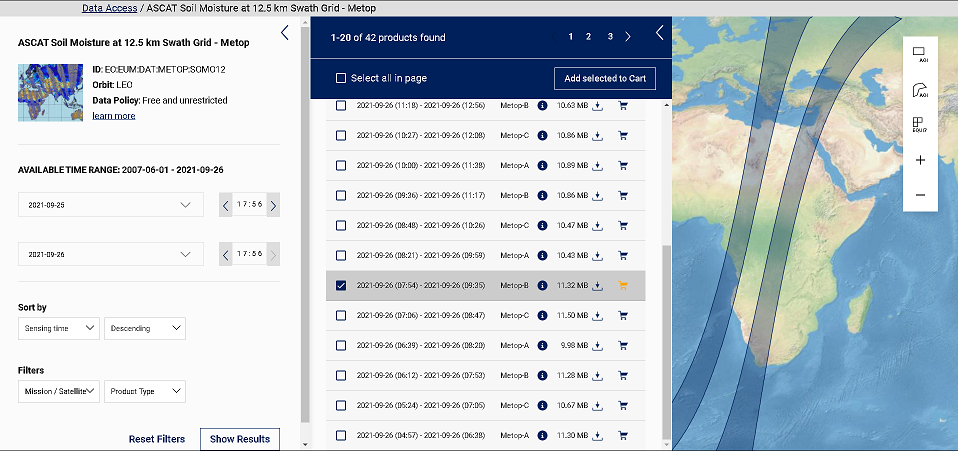 Data Access / ASCAT Soil Moisture at 12.5 km Swath Grid - Metop
ASCAT Soil Moisture at 12.5 km Swath Grid - Metop
ID: EO:EUM:DAT:METOP:SOMO12
Orbit: LEO
Data Policy: Free and unrestricted
learn more
AVAILABLE TIME RANGE: 2007-06-01 - 2021-09-26
2021-09-25 17:56
2021-09-26 17:56
Sort by
Sensing time Descending
Filters
Mission / Satellite Product Type
Reset Filters Show Results
1-20 of 42 products found 1 2 3
Select all in page Add selected to Cart
2021-09-26 (11:18) - 2021-09-26 (12:56) Metop-B 10.63 MB
2021-09-26 (10:27) - 2021-09-26 (12:08) Metop-C 10.86 MB
2021-09-26 (10:00) - 2021-09-26 (11:38) Metop-A 10.89 MB
2021-09-26 (09:36) - 2021-09-26 (11:17) Metop-B 10.86 MB
2021-09-26 (08:48) - 2021-09-26 (10:26) Metop-C 10.47 MB
2021-09-26 (08:21) - 2021-09-26 (09:59) Metop-A 10.43 MB
2021-09-26 (07:54) - 2021-09-26 (09:35) Metop-B 11.32 MB
2021-09-26 (07:06) - 2021-09-26 (08:47) Metop-C 11.50 MB
2021-09-26 (06:39) - 2021-09-26 (08:20) Metop-A 9.98 MB
2021-09-26 (06:12) - 2021-09-26 (07:53) Metop-B 11.28 MB
2021-09-26 (05:24) - 2021-09-26 (07:05) Metop-C 10.67 MB
2021-09-26 (04:57) - 2021-09-26 (06:38) Metop-A 11.30 MB
AOI
AOI
EQUI7
+
−